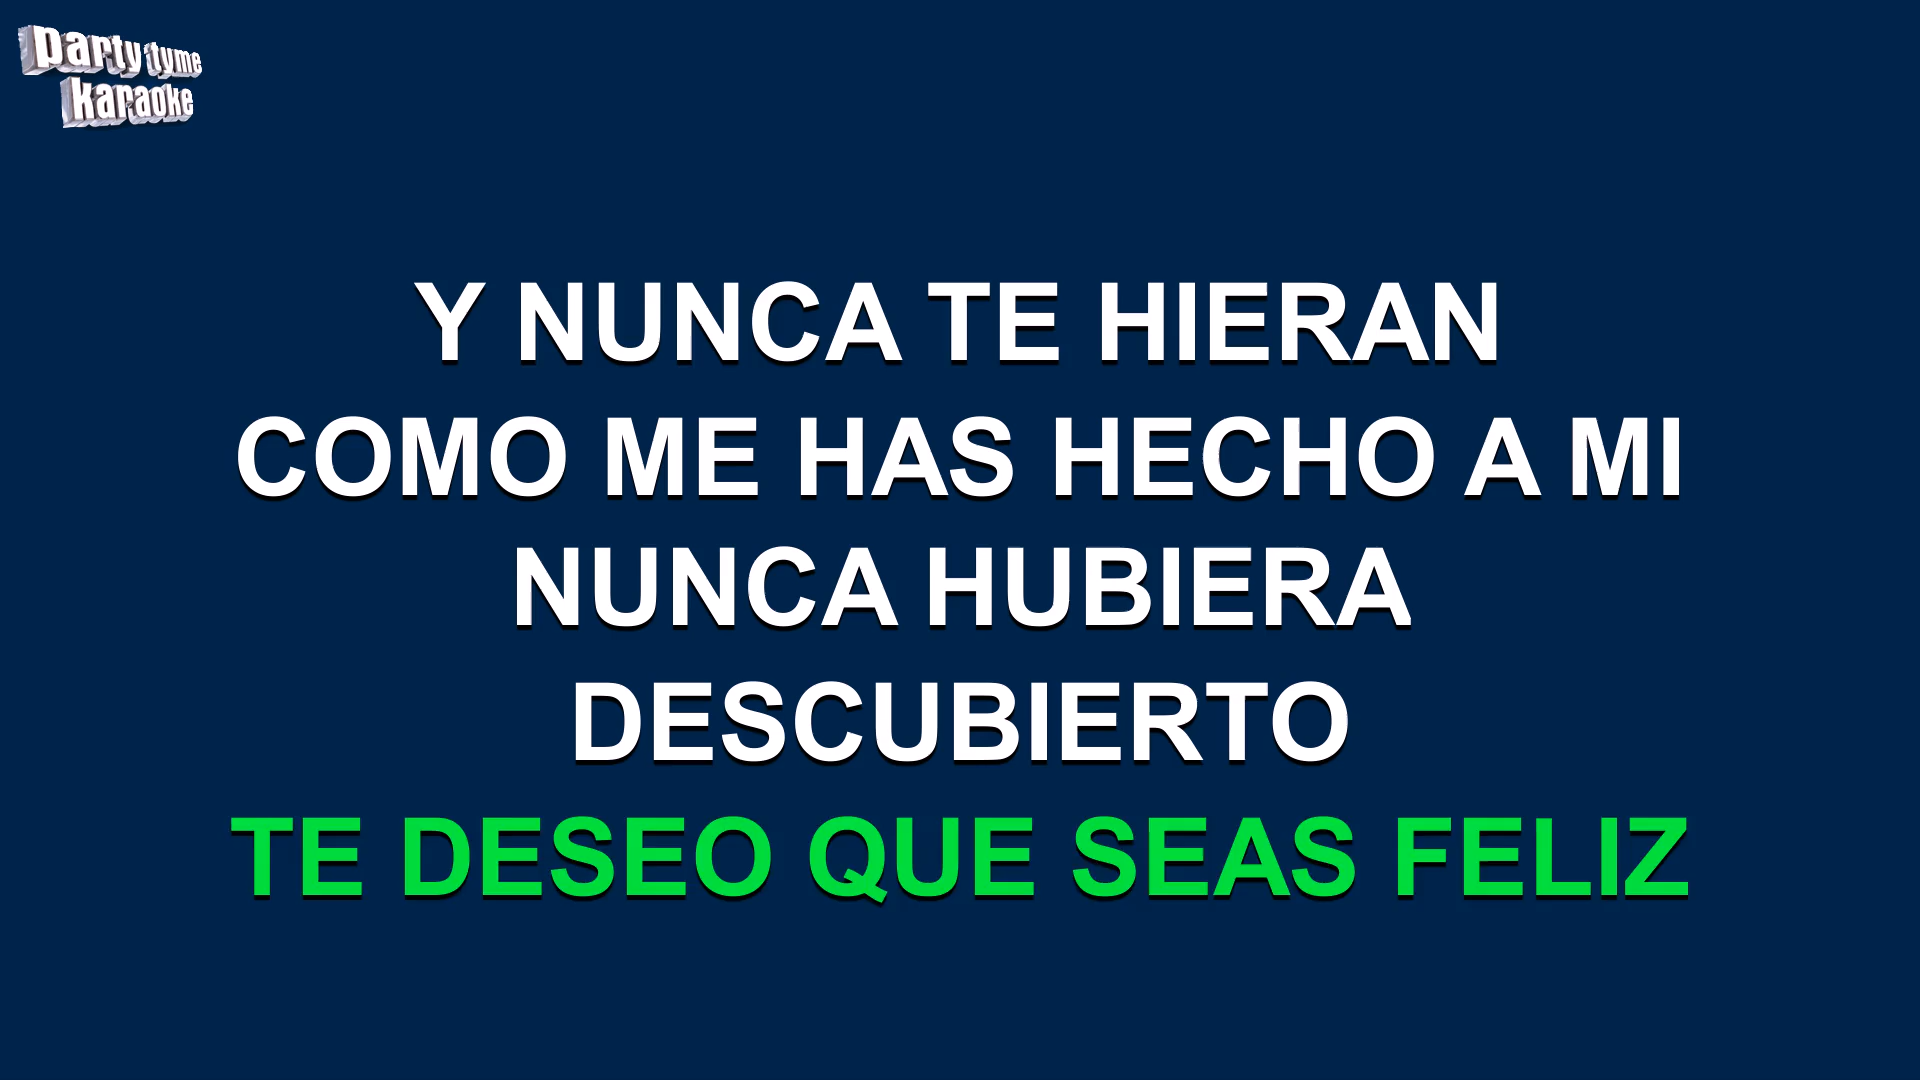 party tyme
karaoke
Y NUNCA TE HIERAN
COMO ME HAS HECHO A MI
NUNCA HUBIERA
DESCUBIERTO
TE DESEO QUE SEAS FELIZ